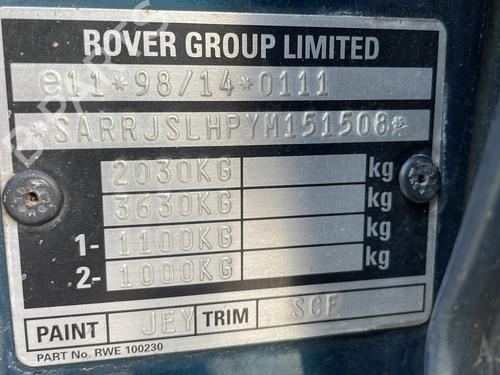 ROVER GROUP LIMITED
e11*98/14*0111
*SARRJSLHPYM151508*
2030KG kg
3630KG kg
1- 1100KG kg
2- 1000KG kg
PAINT JEY TRIM SCF
PART No. RWE 100230